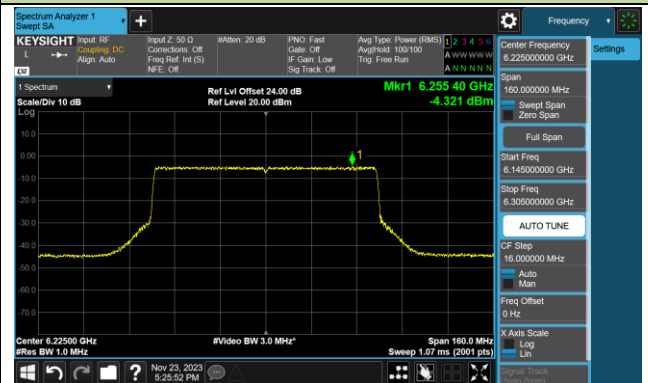 Spectrum Analyzer 1
Swept SA
Frequency
KEYSIGHT
Input: RF
Input Z: 50 Ω
#Atten: 20 dB
PNO: Fast
Avg Type: Power (RMS)
1 2 3 4 5 6
L
Coupling: DC
Corrections: Off
Gate: Off
Avg|Hold: 100/100
A W W W W W
Align: Auto
Freq Ref: Int (S)
IF Gain: Low
Trig: Free Run
NFE: Off
Sig Track: Off
A N N N N N
LXI
1 Spectrum
Ref Lvl Offset 24.00 dB
Mkr1 6.255 40 GHz
Scale/Div 10 dB
Ref Level 20.00 dBm
-4.321 dBm
Log
1
10.0
0.00
-10.0
-20.0
-30.0
-40.0
-50.0
-60.0
-70.0
Center 6.22500 GHz
#Video BW 3.0 MHz*
Span 160.0 MHz
#Res BW 1.0 MHz
Sweep 1.07 ms (2001 pts)
Nov 23, 2023
5:25:52 PM
?
Center Frequency
6.225000000 GHz
Settings
Span
160.000000 MHz
Swept Span
Zero Span
Full Span
Start Freq
6.145000000 GHz
Stop Freq
6.305000000 GHz
AUTO TUNE
CF Step
16.000000 MHz
Auto
Man
Freq Offset
0 Hz
X Axis Scale
Log
Lin
Signal Track
(Span Zoom)